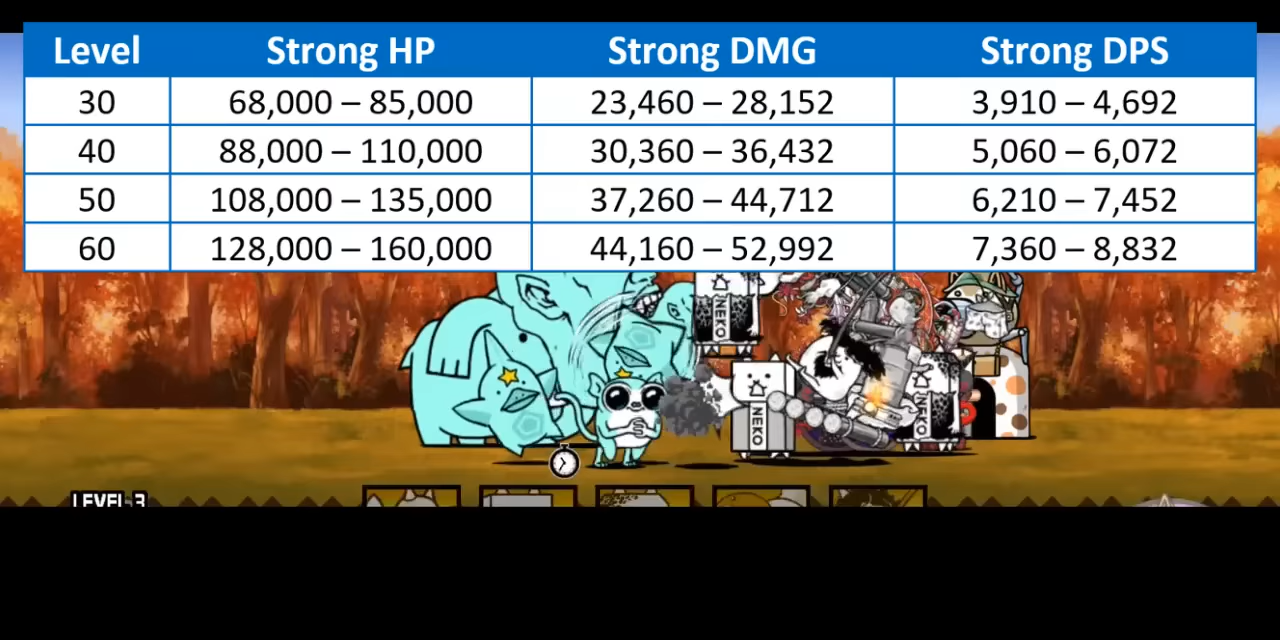 Level Strong HP Strong DMG Strong DPS
30 68,000 – 85,000 23,460 – 28,152 3,910 – 4,692
40 88,000 – 110,000 30,360 – 36,432 5,060 – 6,072
50 108,000 – 135,000 37,260 – 44,712 6,210 – 7,452
60 128,000 – 160,000 44,160 – 52,992 7,360 – 8,832
NEKO
NEKO
NEKO
LEVEL 3